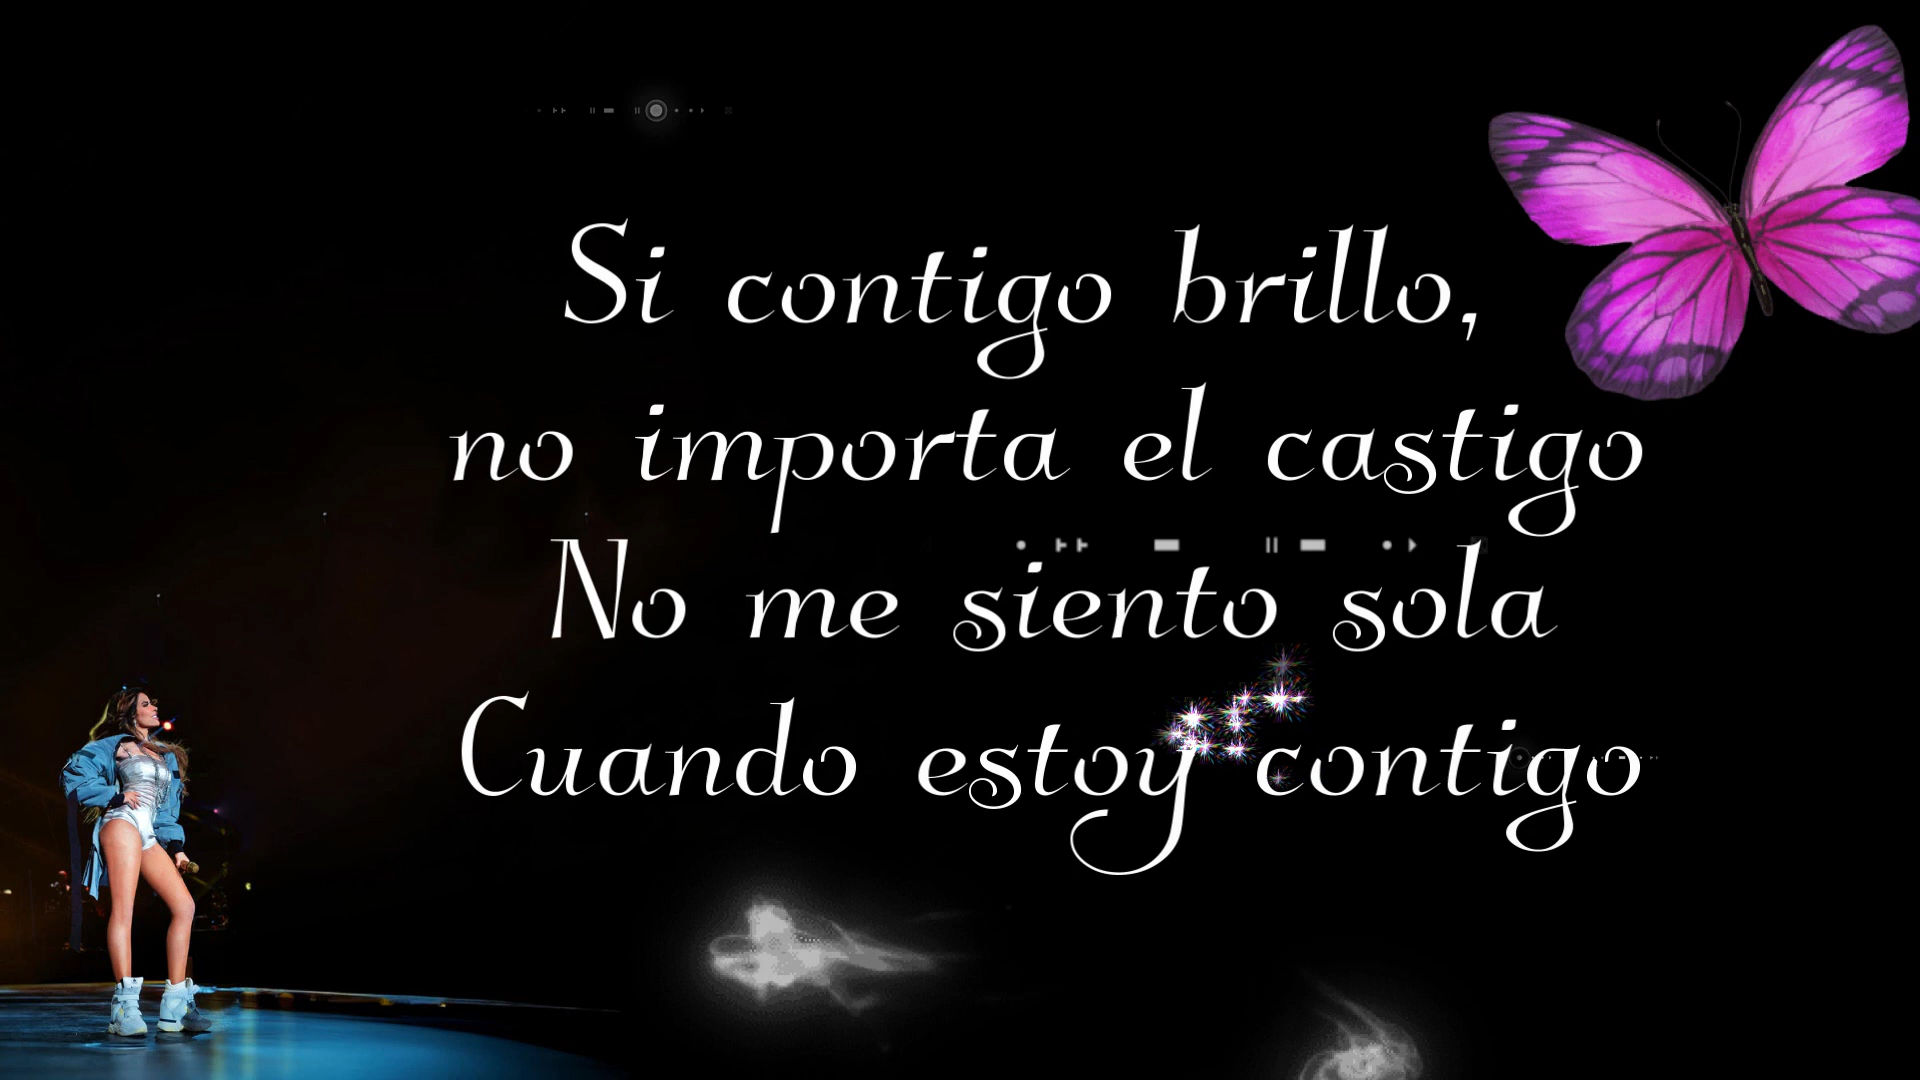 Si contigo brillo,
no importa el castigo
No me siento sola
Cuando estoy contigo